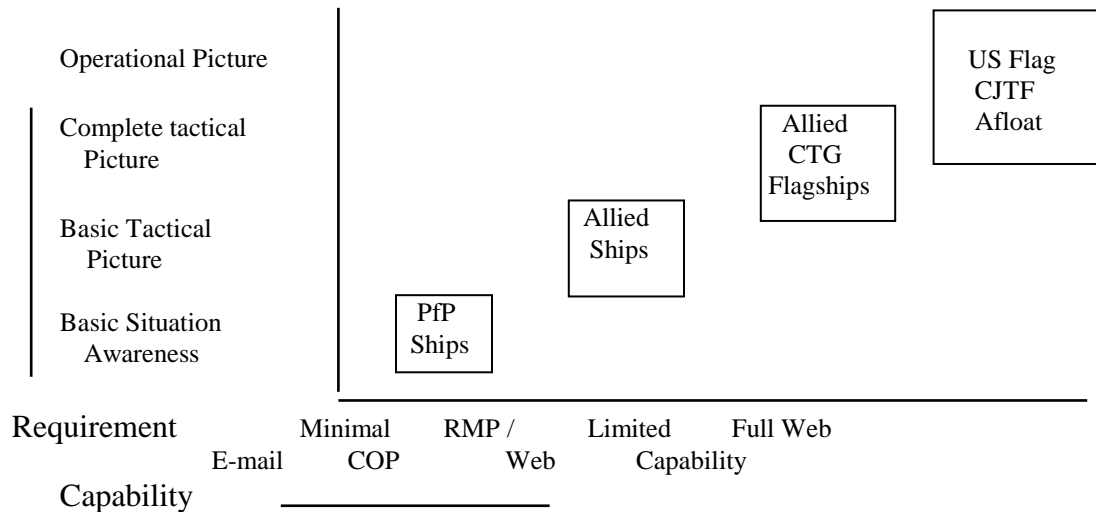 Operational Picture
Complete tactical
Picture
Basic Tactical
Picture
Basic Situation
Awareness
US Flag
CJTF
Afloat
Allied
CTG
Flagships
Allied
Ships
PfP
Ships
Requirement Minimal RMP / Limited Full Web
E-mail COP Web Capability
Capability